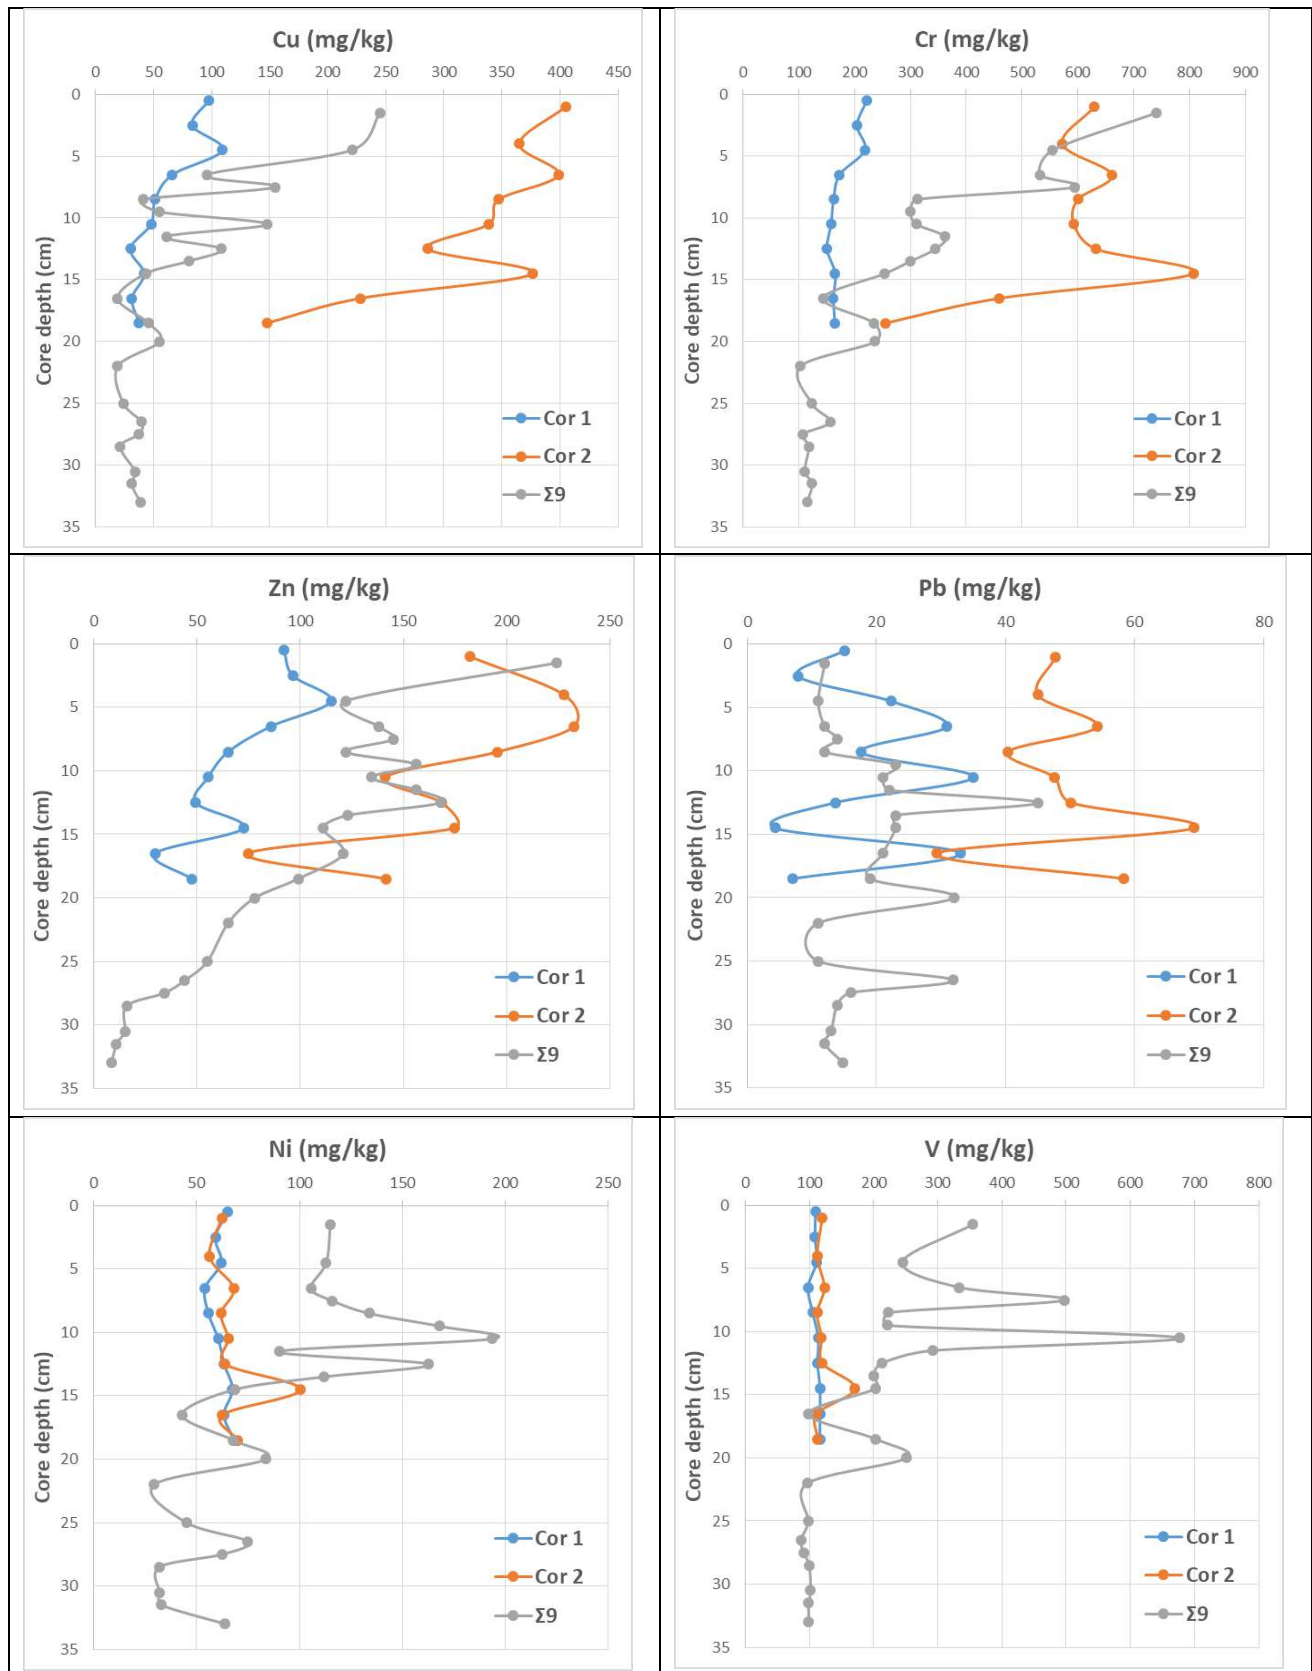 Cu (mg/kg)
0 50 100 150 200 250 300 350 400 450
0
5
10
15
20
25
30
35
Core depth (cm)
Cor 1
Cor 2
Σ9
Cr (mg/kg)
0 100 200 300 400 500 600 700 800 900
0
5
10
15
20
25
30
35
Core depth (cm)
Cor 1
Cor 2
Σ9
Zn (mg/kg)
0 50 100 150 200 250
0
5
10
15
20
25
30
35
Core depth (cm)
Cor 1
Cor 2
Σ9
Pb (mg/kg)
0 20 40 60 80
0
5
10
15
20
25
30
35
Core depth (cm)
Cor 1
Cor 2
Σ9
Ni (mg/kg)
0 50 100 150 200 250
0
5
10
15
20
25
30
35
Core depth (cm)
Cor 1
Cor 2
Σ9
V (mg/kg)
0 100 200 300 400 500 600 700 800
0
5
10
15
20
25
30
35
Core depth (cm)
Cor 1
Cor 2
Σ9